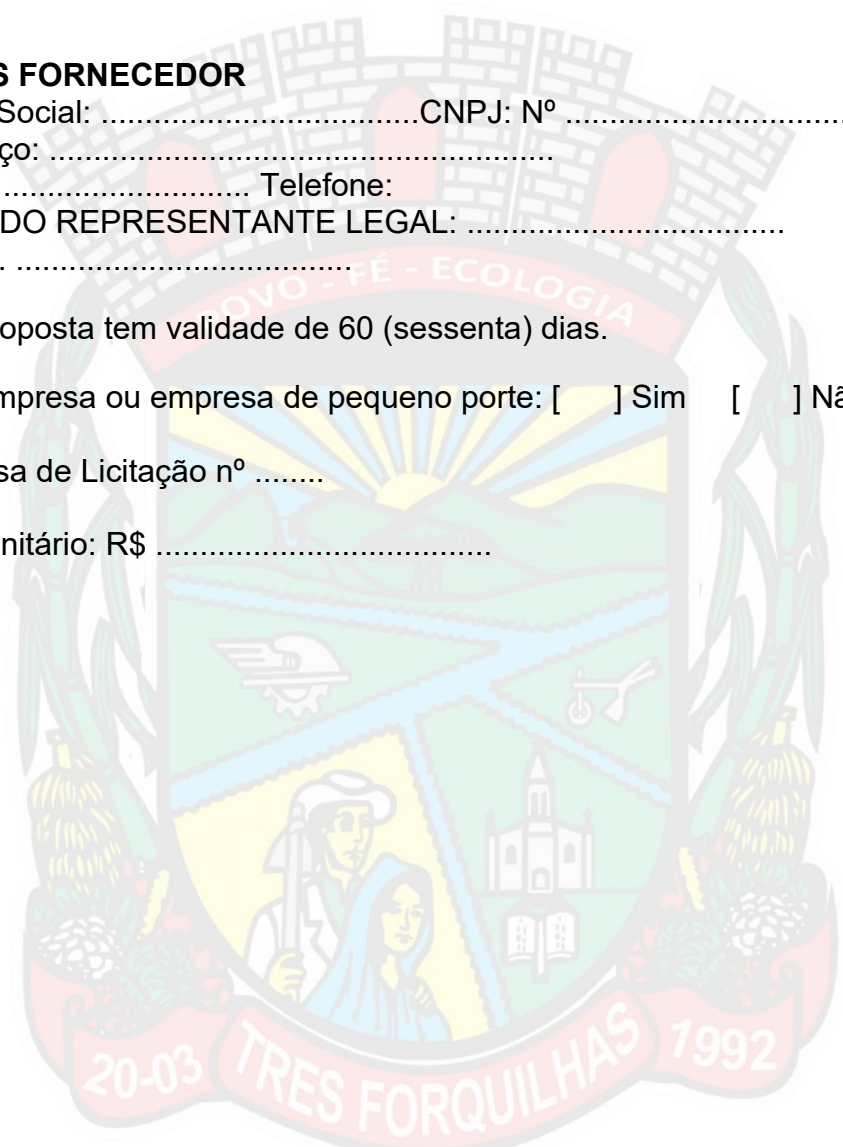 S FORNECEDOR
Social: ....................................CNPJ: Nº ................................
ço: .........................................................
............................ Telefone:
DO REPRESENTANTE LEGAL: ....................................
. ......................................
oposta tem validade de 60 (sessenta) dias.
mpresa ou empresa de pequeno porte: [ ] Sim [ ] Nã
sa de Licitação nº ........
nitário: R$ ......................................
POVO - FÉ - ECOLOGIA
20-03 TRES FORQUILHAS 1992